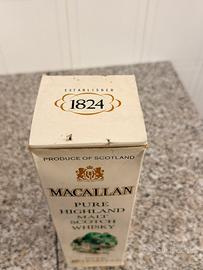 ESTABLISHED
1824
PRODUCE OF SCOTLAND
MACALLAN
PURE
HIGHLAND
MALT
SCOTCH
WHISKY